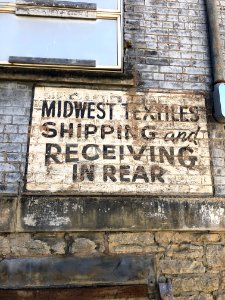 MIDWEST TEXTILES
SHIPPING and
RECEIVING
IN REAR